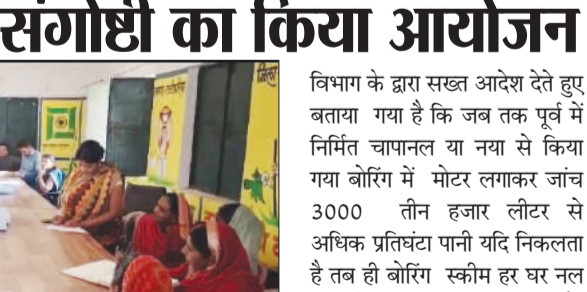 संगोष्ठी का किया आयोजन
विभाग के द्वारा सख्त आदेश देते हुए
बताया गया है कि जब तक पूर्व में
निर्मित चापानल या नया से किया
गया बोरिंग में मोटर लगाकर जांच
3000 तीन हजार लीटर से
अधिक प्रतिघंटा पानी यदि निकलता
है तब ही बोरिंग स्कीम हर घर नल
जिला